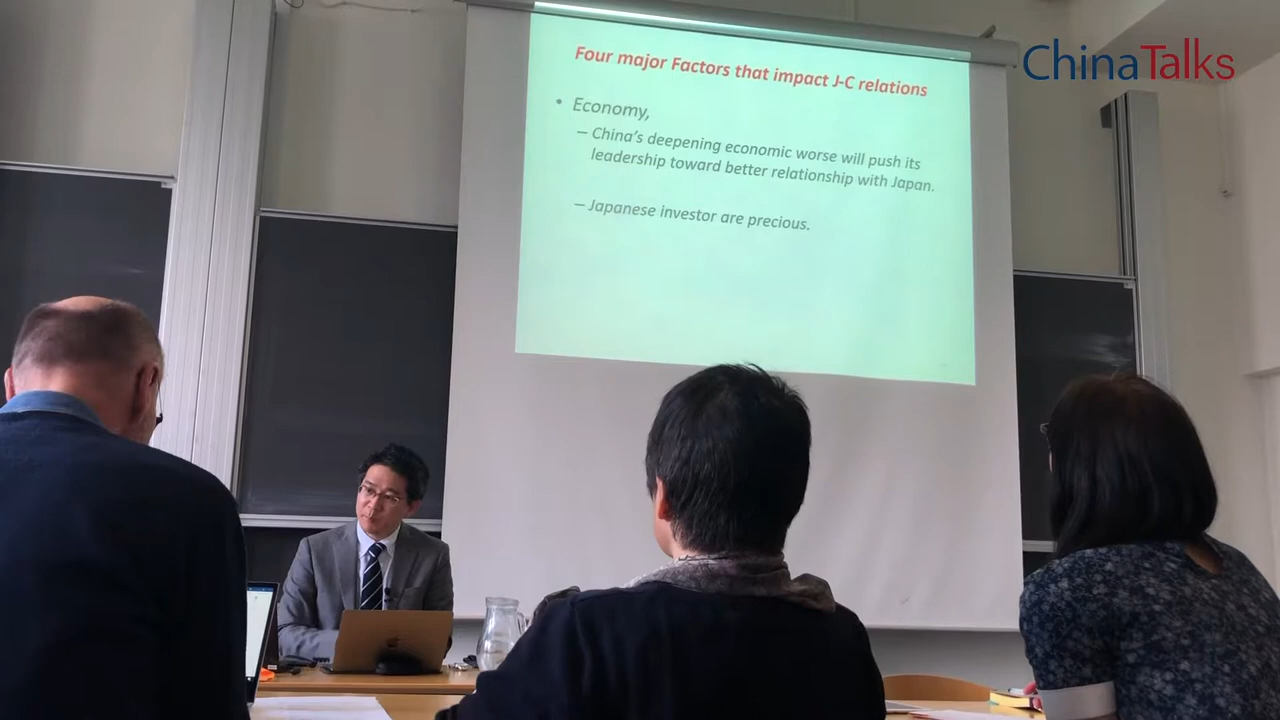 ChinaTalks
Four major Factors that impact J-C relations
• Economy,
– China's deepening economic worse will push its
leadership toward better relationship with Japan.
– Japanese investor are precious.